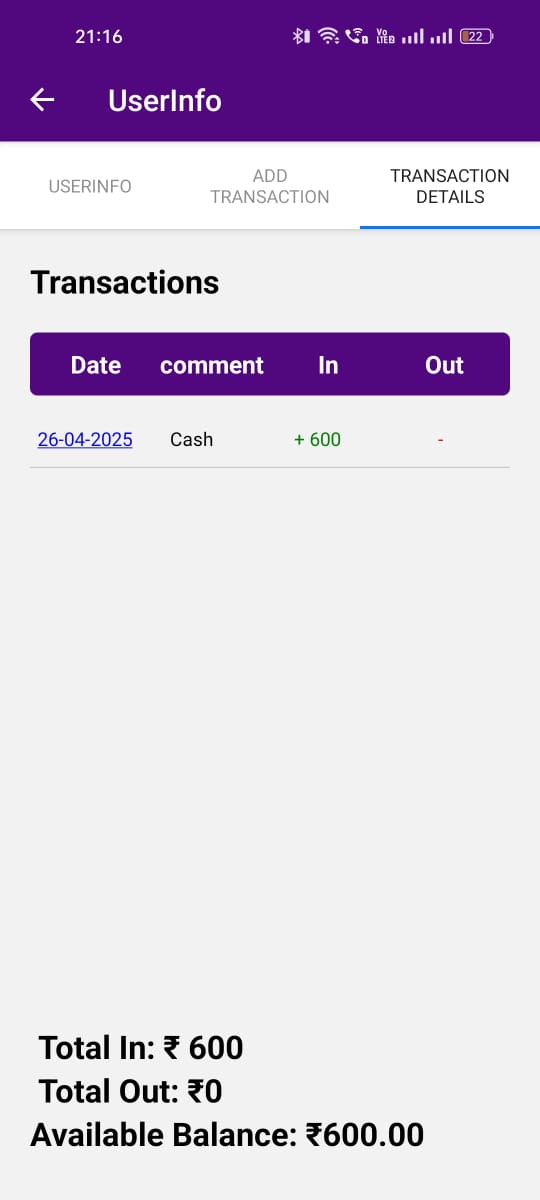 21:16
Vo LTE B 22
UserInfo
USERINFO
ADD TRANSACTION
TRANSACTION DETAILS
Transactions
Date comment In Out
26-04-2025 Cash + 600 -
Total In: ₹ 600
Total Out: ₹0
Available Balance: ₹600.00